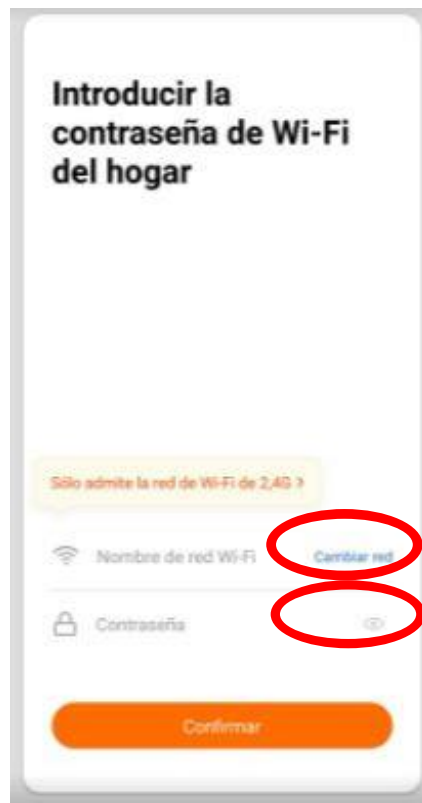 Introducir la
contraseña de Wi-Fi
del hogar
Sólo admite la red de Wi-Fi de 2,4G >
Nombre de red Wi-Fi Cambiar red
Contraseña
Confirmar